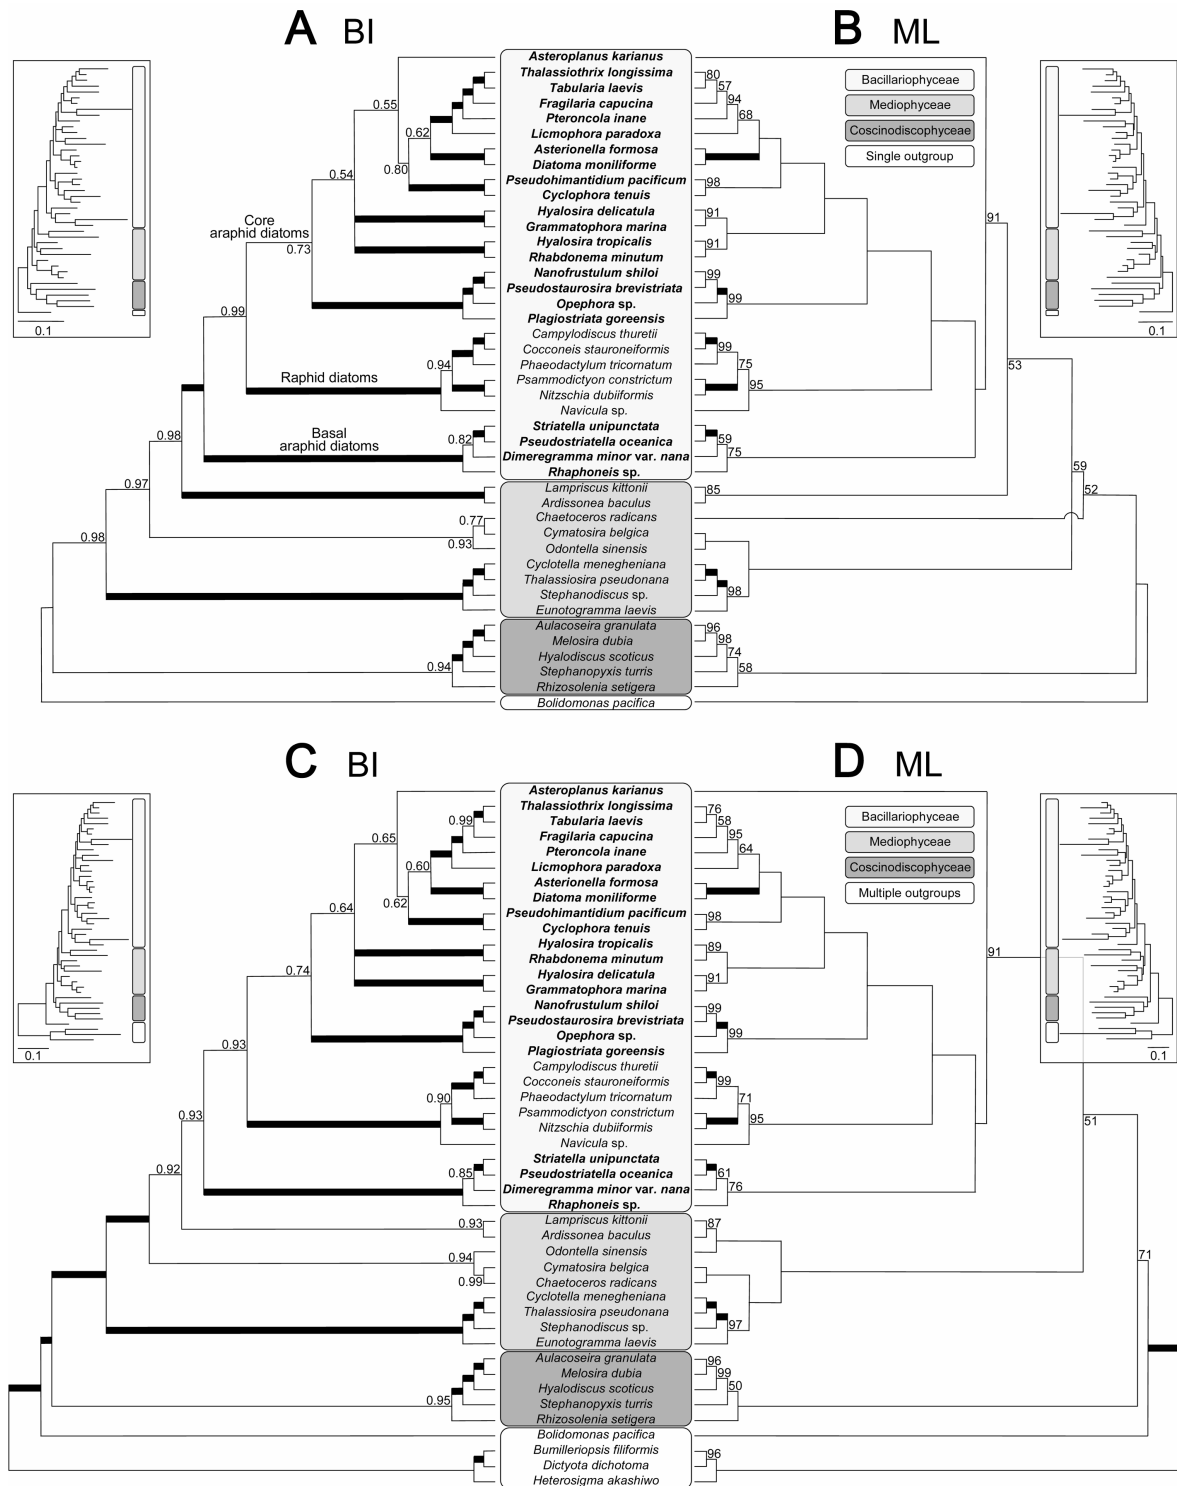 A BI
B ML
Asteroplanus karianus
Thalassiothrix longissima
Tabularia laevis
Fragilaria capucina
Pteroncola inane
Licmophora paradoxa
Asterionella formosa
Diatoma moniliforme
Pseudohimantidium pacificum
Cyclophora tenuis
Hyalosira delicatula
Grammatophora marina
Hyalosira tropicalis
Rhabdonema minutum
Nanofrustulum shiloi
Pseudostaurosira brevistriata
Opephora sp.
Plagiostriata goreensis
Campylodiscus thuretii
Cocconeis stauroneiformis
Phaeodactylum tricornatum
Psammodictyon constrictum
Nitzschia dubiiformis
Navicula sp.
Striatella unipunctata
Pseudostriatella oceanica
Dimeregramma minor var. nana
Rhaphoneis sp.
Lampriscus kittonii
Ardissonea baculus
Chaetoceros radicans
Cymatosira belgica
Odontella sinensis
Cyclotella menegheniana
Thalassiosira pseudonana
Stephanodiscus sp.
Eunotogramma laevis
Aulacoseira granulata
Melosira dubia
Hyalodiscus scoticus
Stephanopyxis turris
Rhizosolenia setigera
Bolidomonas pacifica
0.1
0.55
0.62
0.80
0.54
Core
araphid diatoms
0.73
0.99
0.94
Raphid diatoms
Basal
araphid diatoms
0.82
0.98
0.97
0.77
0.93
0.98
0.94
Bacillariophyceae
Mediophyceae
Coscinodiscophyceae
Single outgroup
0.1
80
57
94
68
98
91
91
91
99
99
99
75
95
53
59
75
85
59
52
98
96
98
74
58
C BI
D ML
Asteroplanus karianus
Thalassiothrix longissima
Tabularia laevis
Fragilaria capucina
Pteroncola inane
Licmophora paradoxa
Asterionella formosa
Diatoma moniliforme
Pseudohimantidium pacificum
Cyclophora tenuis
Hyalosira tropicalis
Rhabdonema minutum
Hyalosira delicatula
Grammatophora marina
Nanofrustulum shiloi
Pseudostaurosira brevistriata
Opephora sp.
Plagiostriata goreensis
Campylodiscus thuretii
Cocconeis stauroneiformis
Phaeodactylum tricornatum
Psammodictyon constrictum
Nitzschia dubiiformis
Navicula sp.
Striatella unipunctata
Pseudostriatella oceanica
Dimeregramma minor var. nana
Rhaphoneis sp.
Lampriscus kittonii
Ardissonea baculus
Odontella sinensis
Cymatosira belgica
Chaetoceros radicans
Cyclotella menegheniana
Thalassiosira pseudonana
Stephanodiscus sp.
Eunotogramma laevis
Aulacoseira granulata
Melosira dubia
Hyalodiscus scoticus
Stephanopyxis turris
Rhizosolenia setigera
Bolidomonas pacifica
Bumilleriopsis filiformis
Dictyota dichotoma
Heterosigma akashiwo
0.1
0.99
0.65
0.60
0.62
0.64
0.74
0.93
0.90
0.93
0.85
0.92
0.93
0.94
0.99
0.95
Bacillariophyceae
Mediophyceae
Coscinodiscophyceae
Multiple outgroups
0.1
76
58
95
64
98
89
91
91
99
99
99
71
95
51
61
76
87
71
97
96
99
50
96